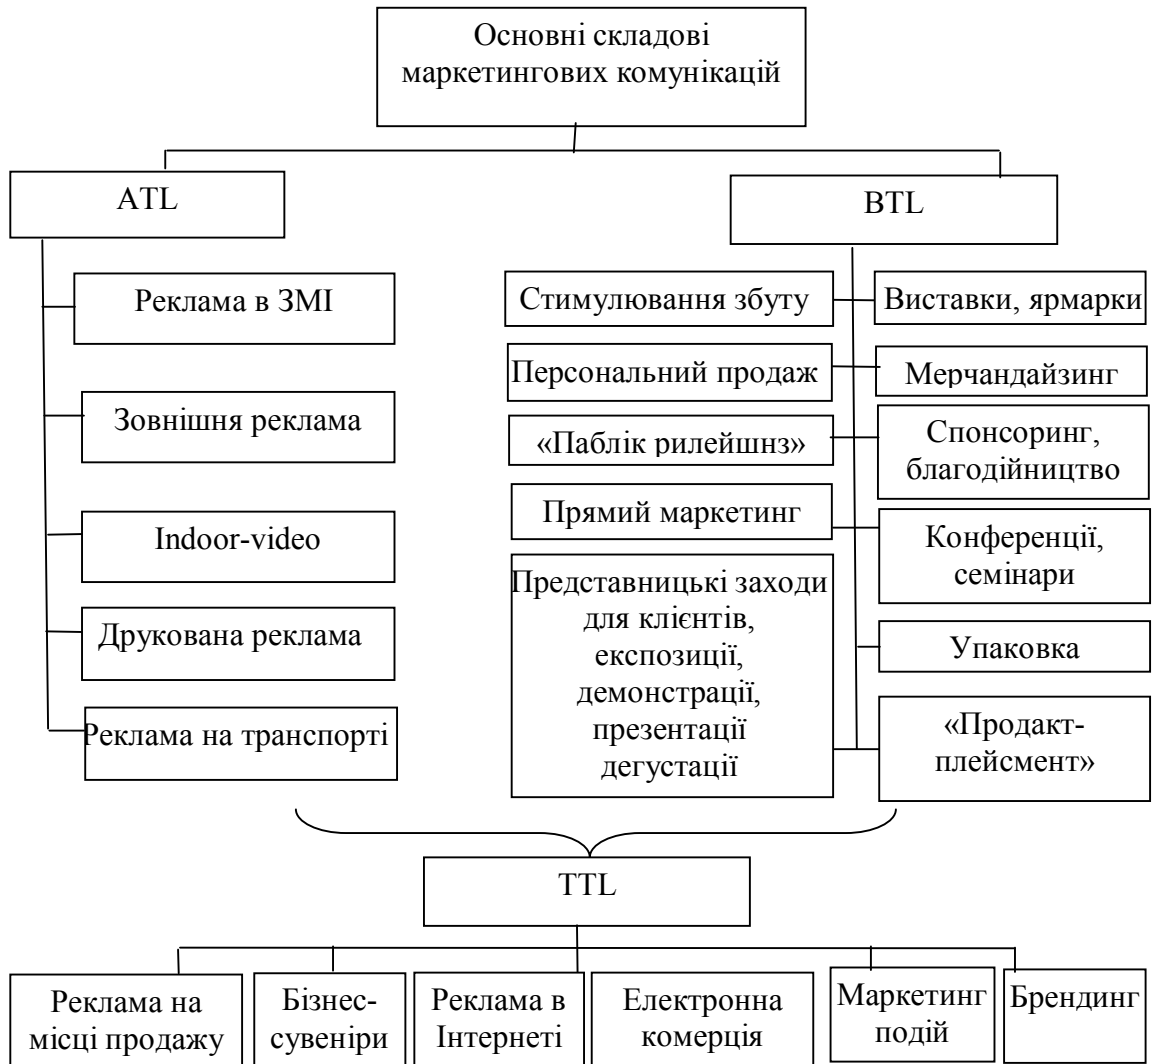 Основні складові
маркетингових комунікацій
ATL
BTL
Реклама в ЗМІ
Зовнішня реклама
Indoor-video
Друкована реклама
Реклама на транспорті
Стимулювання збуту
Персональний продаж
«Паблік рилейшнз»
Прямий маркетинг
Представницькі заходи
для клієнтів,
експозиції,
демонстрації,
презентації
дегустації
Виставки, ярмарки
Мерчандайзинг
Спонсоринг,
благодійництво
Конференції,
семінари
Упаковка
«Продакт-
плейсмент»
TTL
Реклама на
місці продажу
Бізнес-
сувеніри
Реклама в
Інтернеті
Електронна
комерція
Маркетинг
подій
Брендинг